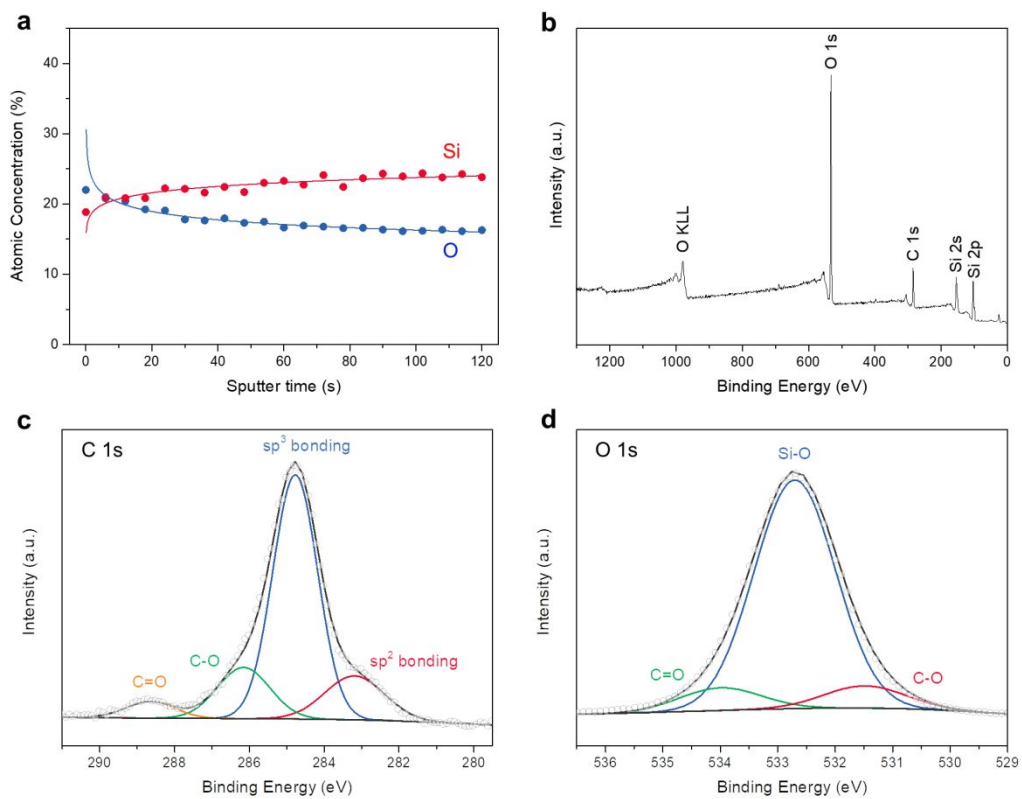 a
Atomic Concentration (%)
40
30
20
10
0
Si
O
0 20 40 60 80 100 120
Sputter time (s)
b
Intensity (a.u.)
O KLL
O 1s
C 1s
Si 2s
Si 2p
1200 1000 800 600 400 200 0
Binding Energy (eV)
c
C 1s
Intensity (a.u.)
sp³ bonding
C-O
C=O
sp² bonding
290 288 286 284 282 280
Binding Energy (eV)
d
O 1s
Intensity (a.u.)
Si-O
C=O
C-O
536 535 534 533 532 531 530 529
Binding Energy (eV)